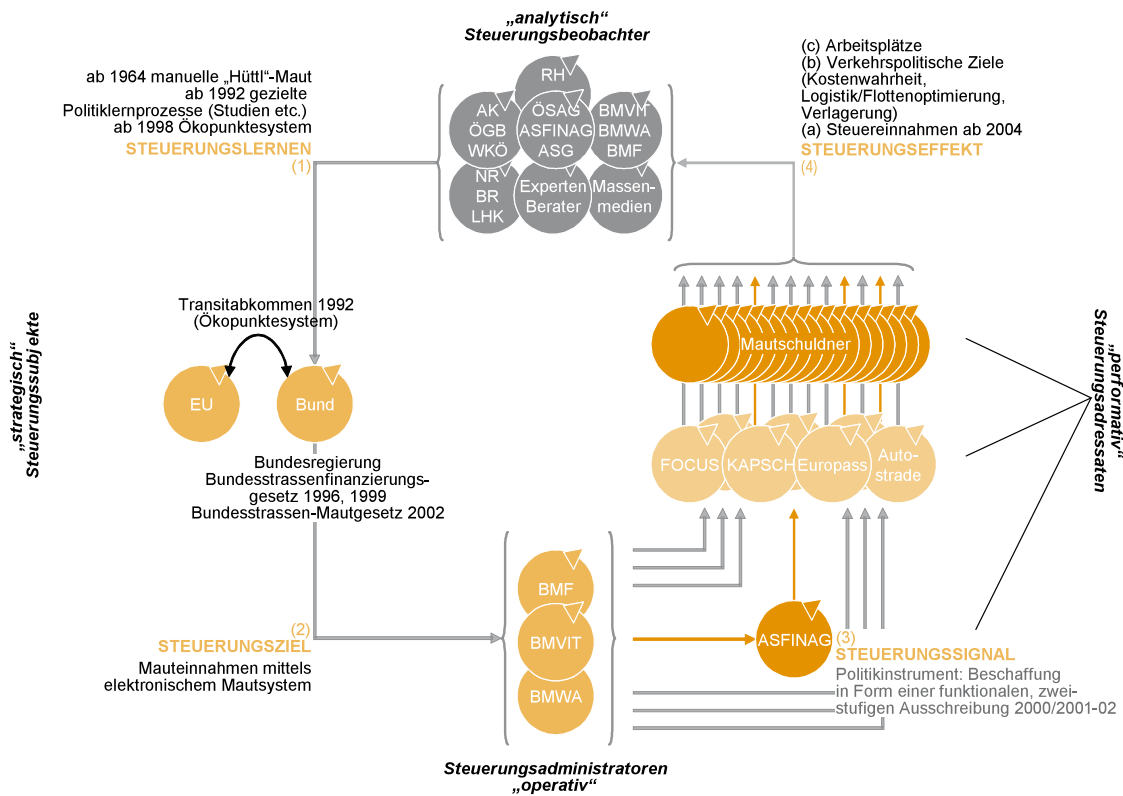 „analytisch“
Steuerungsbeobachter
ab 1964 manuelle „Hüttl“-Maut
ab 1992 gezielte
Politiklernprozesse (Studien etc.)
ab 1998 Ökopunktesystem
STEUERUNGSLERNEN
(1)
RH
AK
ÖGB
WKÖ
ÖSAG
ASFINAG
ASG
BMVIT
BMWA
BMF
NR
BR
LHK
Experten
Berater
Massen-
medien
(c) Arbeitsplätze
(b) Verkehrspolitische Ziele
(Kostenwahrheit,
Logistik/Flottenoptimierung,
Verlagerung)
(a) Steuereinnahmen ab 2004
STEUERUNGSEFFEKT
(4)
„strategisch“
Steuerungssubjekte
Transitabkommen 1992
(Ökopunktesystem)
EU
Bund
Bundesregierung
Bundesstrassenfinanzierungs-
gesetz 1996, 1999
Bundesstrassen-Mautgesetz 2002
Mautschuldner
FOCUS
KAPSCH
Europass
Auto-
strade
„performativ“
Steuerungsadressaten
(2)
STEUERUNGSZIEL
Mauteinnahmen mittels
elektronischem Mautsystem
BMF
BMVIT
BMWA
ASFINAG
(3)
STEUERUNGSSIGNAL
Politikinstrument: Beschaffung
in Form einer funktionalen, zwei-
stufigen Ausschreibung 2000/2001-02
Steuerungsadministratoren
„operativ“